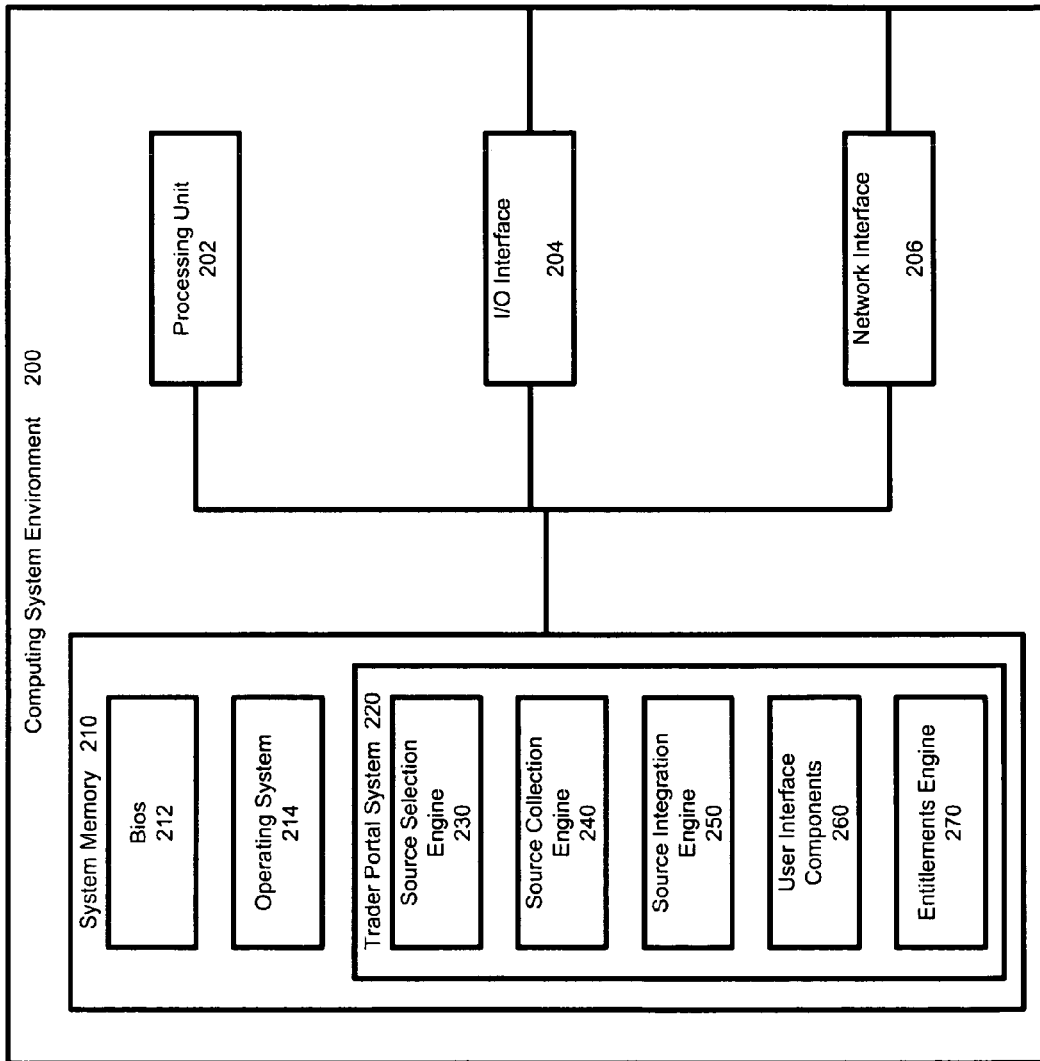 Computing System Environment 200
System Memory 210
Bios
212
Operating System
214
Trader Portal System 220
Source Selection
Engine
230
Source Collection
Engine
240
Source Integration
Engine
250
User Interface
Components
260
Entitlements Engine
270
Processing Unit
202
I/O Interface
204
Network Interface
206